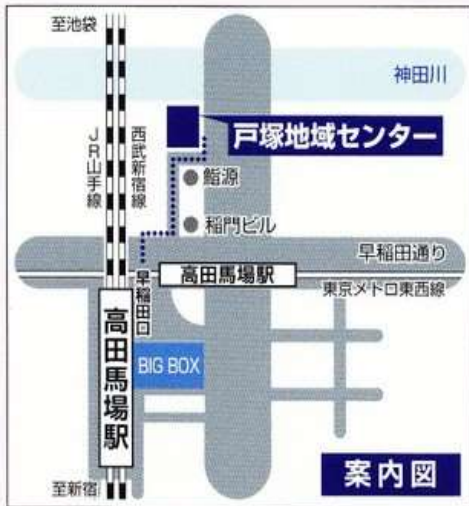 至池袋
神田川
JR山手線
西武新宿線
戸塚地域センター
鮨源
稲門ビル
早稲田通り
早稲田口
高田馬場駅
東京メトロ東西線
高田馬場駅
BIG BOX
至新宿
案内図